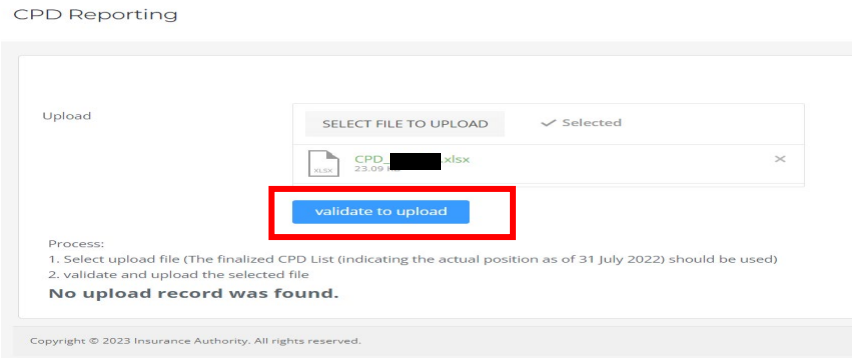 CPD Reporting
Upload
SELECT FILE TO UPLOAD
Selected
XLSX
CPD_ .xlsx
23.09
validate to upload
Process:
1. Select upload file (The finalized CPD List (indicating the actual position as of 31 July 2022) should be used)
2. validate and upload the selected file
No upload record was found.
Copyright © 2023 Insurance Authority. All rights reserved.